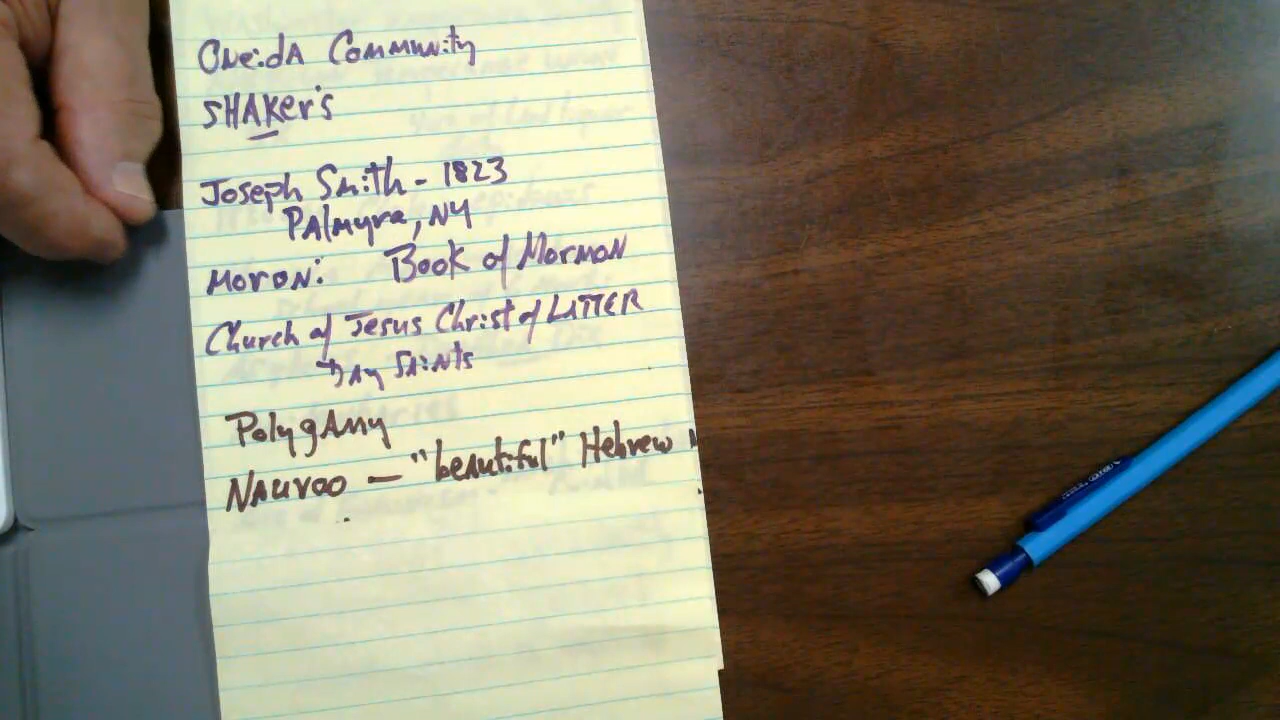 Oneida Community
SHAKer's
Joseph Smith - 1823
Palmyra, NY
Moron: Book of Mormon
Church of Jesus Christ of LATTER
Day Saints
Polygamy
Nauvoo — "beautiful" Hebrew